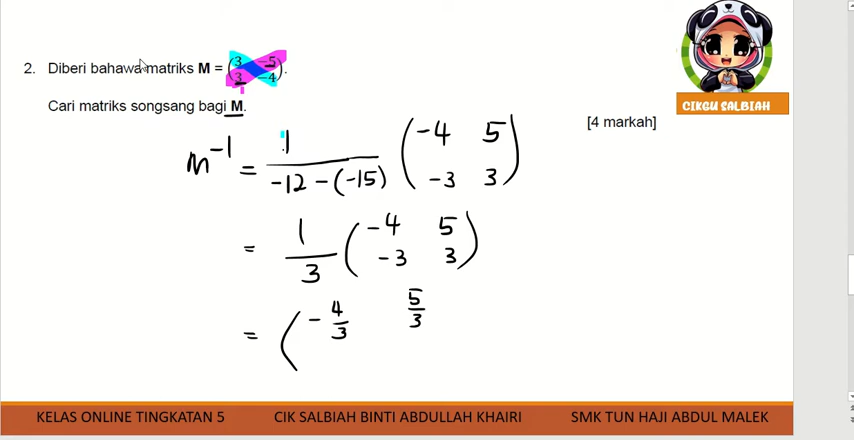 2. Diberi bahawa matriks M = (3 -5
3 -4).
Cari matriks songsang bagi M.
CIKGU SALBIAH
[4 markah]
M⁻¹ = 1/(-12 - (-15)) (-4 5
-3 3)
= 1/3 (-4 5
-3 3)
= (-4/3 5/3
KELAS ONLINE TINGKATAN 5 CIK SALBIAH BINTI ABDULLAH KHAIRI SMK TUN HAJI ABDUL MALEK